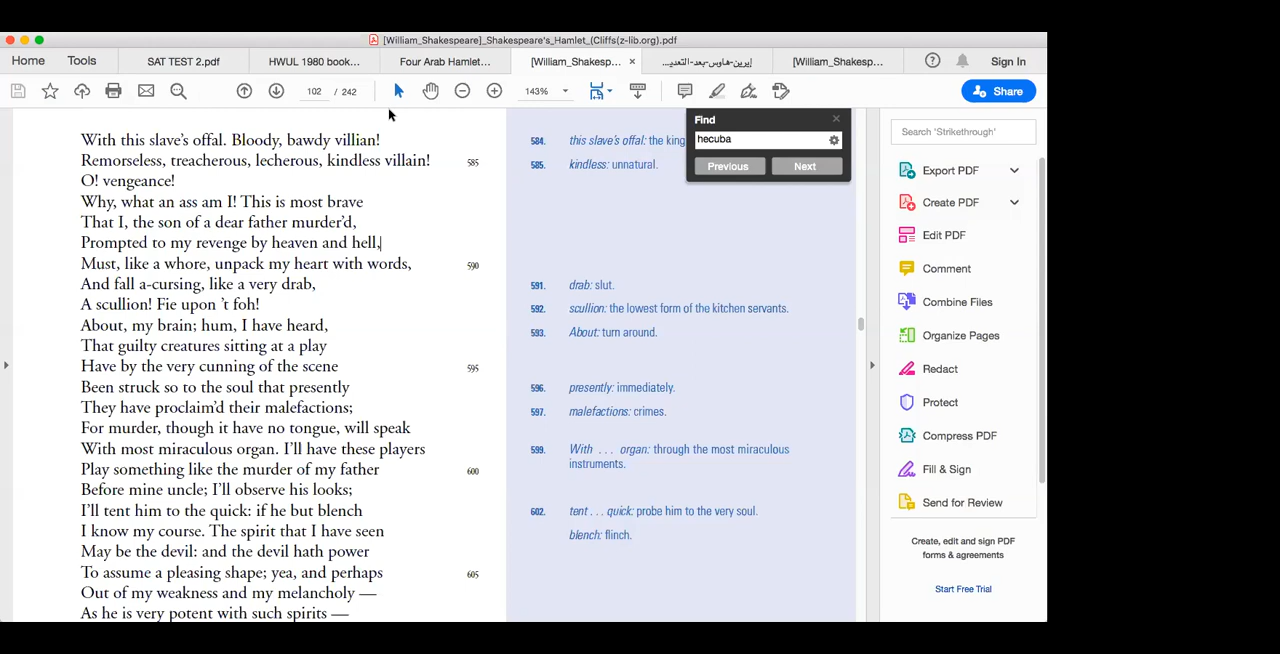 [William_Shakespeare]_Shakespeare's_Hamlet_(Cliffs(z-lib.org).pdf
Home Tools SAT TEST 2.pdf HWUL 1980 book... Four Arab Hamlet... [William_Shakesp... × إيرين-هاوس-بعد-التعدي... [William_Shakesp... Sign In
102 / 242 143% Share
With this slave's offal. Bloody, bawdy villian!
Remorseless, treacherous, lecherous, kindless villain! 585
O! vengeance!
Why, what an ass am I! This is most brave
That I, the son of a dear father murder'd,
Prompted to my revenge by heaven and hell,
Must, like a whore, unpack my heart with words, 590
And fall a-cursing, like a very drab,
A scullion! Fie upon 't foh!
About, my brain; hum, I have heard,
That guilty creatures sitting at a play
Have by the very cunning of the scene 595
Been struck so to the soul that presently
They have proclaim'd their malefactions;
For murder, though it have no tongue, will speak
With most miraculous organ. I'll have these players
Play something like the murder of my father 600
Before mine uncle; I'll observe his looks;
I'll tent him to the quick: if he but blench
I know my course. The spirit that I have seen
May be the devil: and the devil hath power
To assume a pleasing shape; yea, and perhaps 605
Out of my weakness and my melancholy —
As he is very potent with such spirits —
584. this slave's offal: the king
585. kindless: unnatural.
591. drab: slut.
592. scullion: the lowest form of the kitchen servants.
593. About: turn around.
596. presently: immediately.
597. malefactions: crimes.
599. With . . . organ: through the most miraculous
instruments.
602. tent . . . quick: probe him to the very soul.
blench: flinch.
Find
hecuba
Previous Next
Search 'Strikethrough'
Export PDF
Create PDF
Edit PDF
Comment
Combine Files
Organize Pages
Redact
Protect
Compress PDF
Fill & Sign
Send for Review
Create, edit and sign PDF
forms & agreements
Start Free Trial